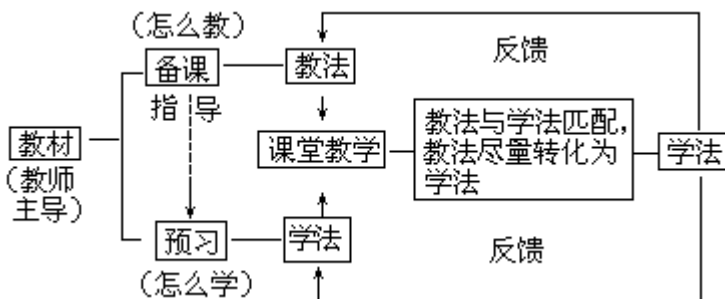 (怎么教)
备课
教法
反馈
指导
教材
(教师
主导)
课堂教学
教法与学法匹配,
教法尽量转化为
学法
学法
预习
学法
反馈
(怎么学)